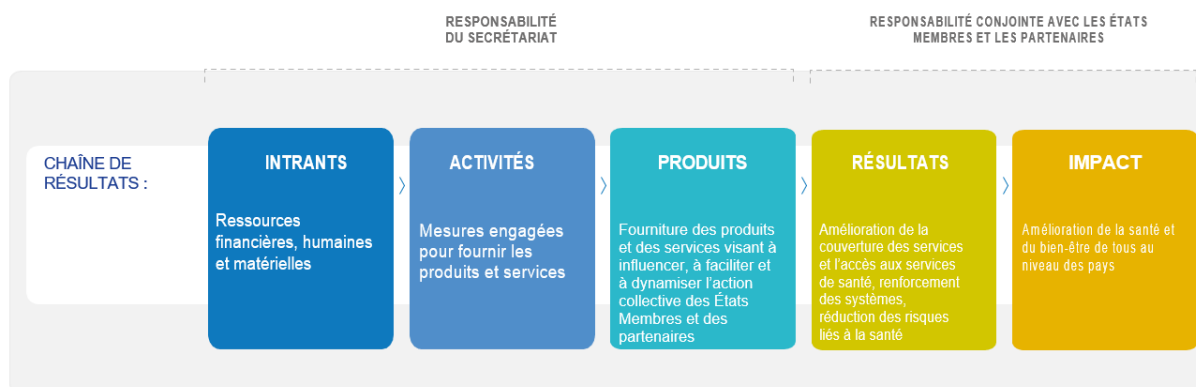 RESPONSABILITÉ
DU SECRÉTARIAT
RESPONSABILITÉ CONJOINTE AVEC LES ÉTATS
MEMBRES ET LES PARTENAIRES
CHAÎNE DE
RÉSULTATS :
INTRANTS
Ressources
financières, humaines
et matérielles
ACTIVITÉS
Mesures engagées
pour fournir les
produits et services
PRODUITS
Fourniture des produits
et des services visant à
influencer, à faciliter et
à dynamiser l’action
collective des États
Membres et des
partenaires
RÉSULTATS
Amélioration de la
couverture des services
et l’accès aux services
de santé, renforcement
des systèmes,
réduction des risques
liés à la santé
IMPACT
Amélioration de la santé et
du bien-être de tous au
niveau des pays